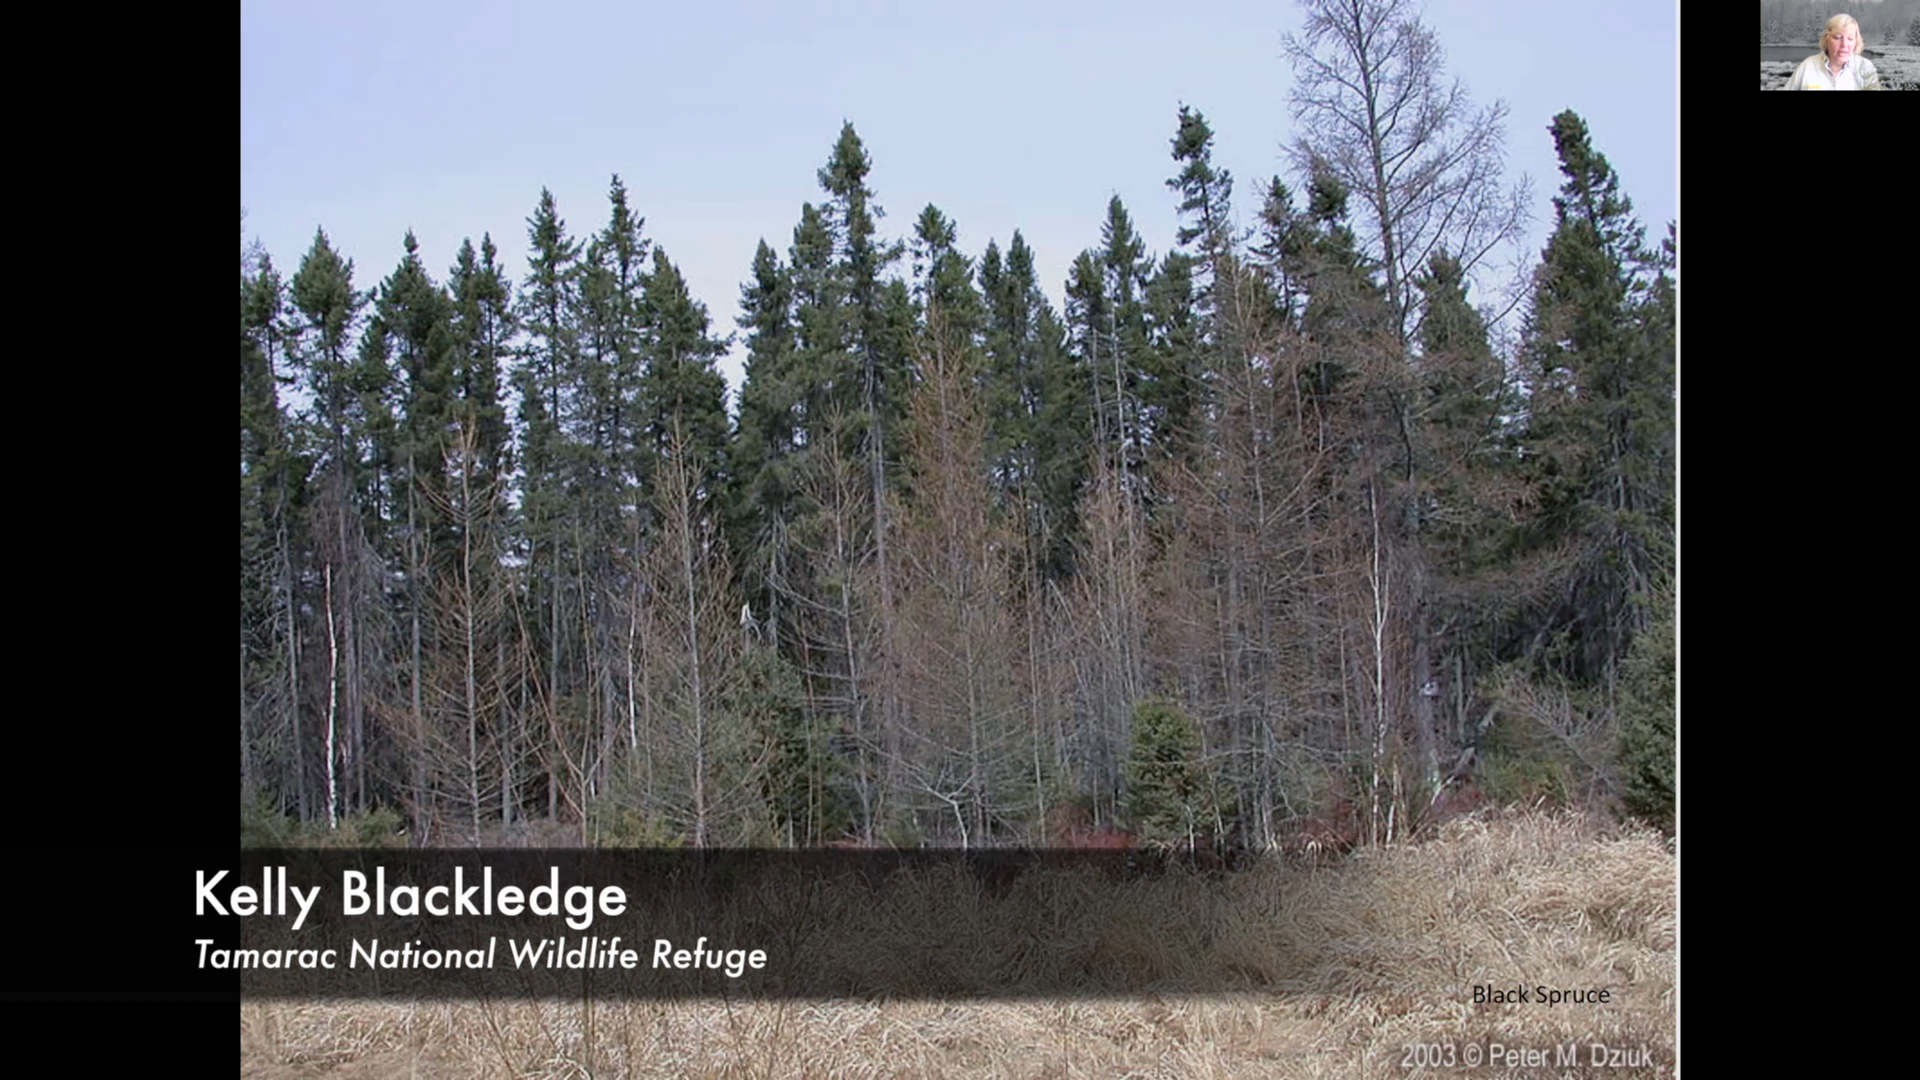 Kelly Blackledge
Tamarac National Wildlife Refuge
Black Spruce
2003 © Peter M. Dziuk